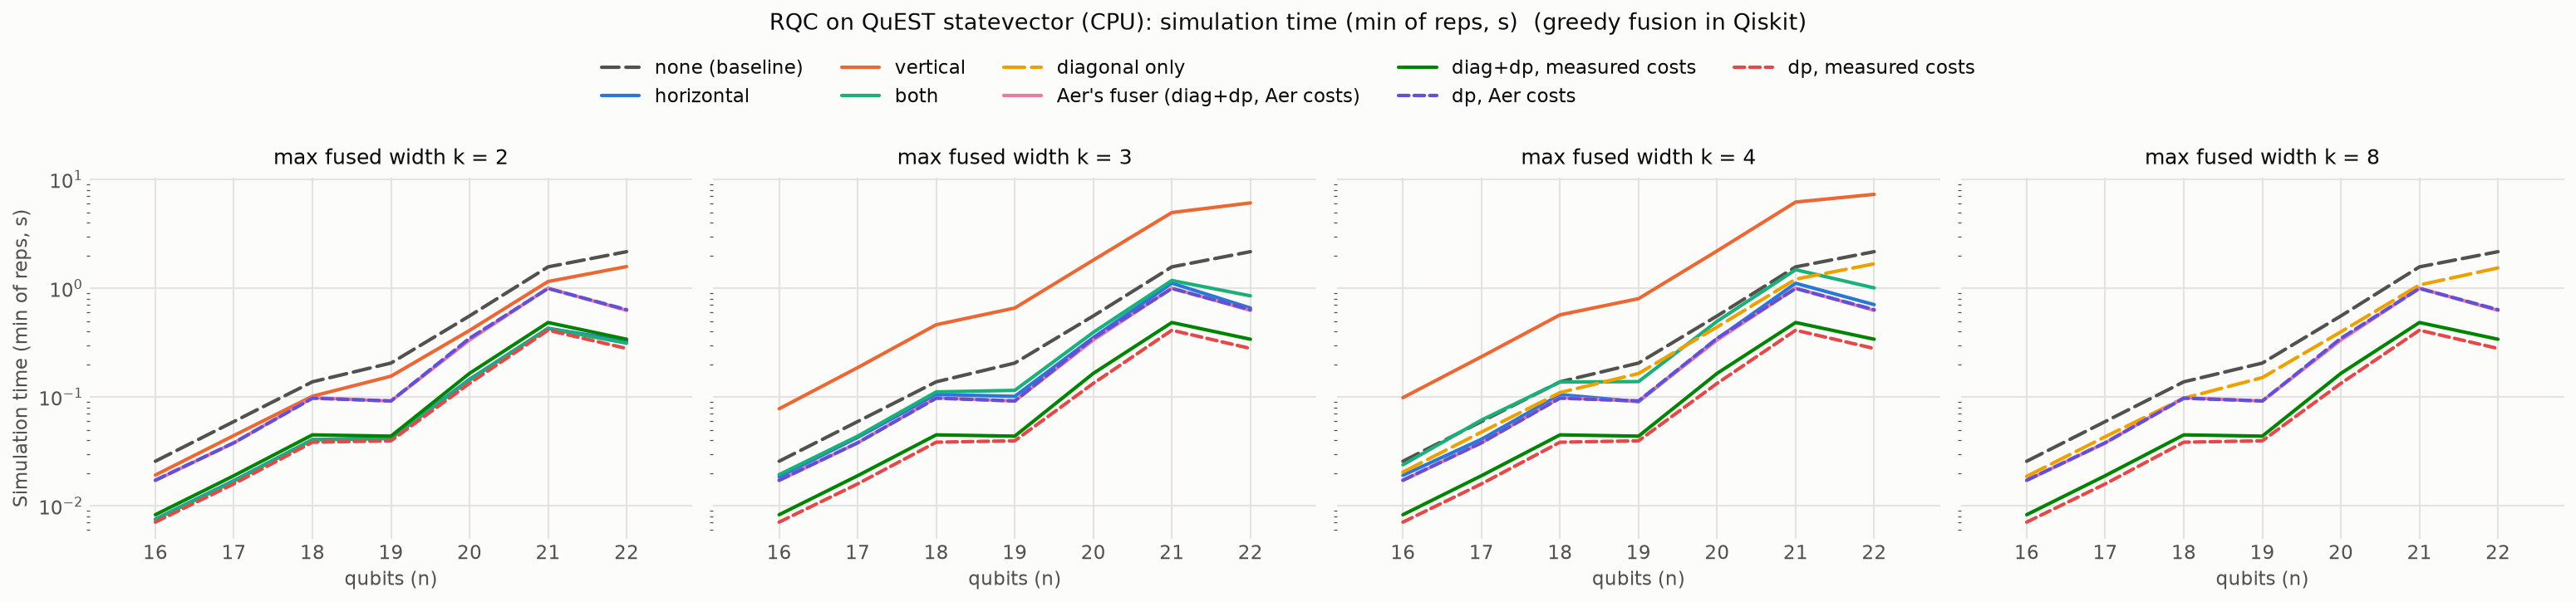 RQC on QuEST statevector (CPU): simulation time (min of reps, s)  (greedy fusion in Qiskit)
none (baseline) vertical diagonal only diag+dp, measured costs dp, measured costs
horizontal both Aer's fuser (diag+dp, Aer costs) dp, Aer costs
max fused width k = 2 max fused width k = 3 max fused width k = 4 max fused width k = 8
Simulation time (min of reps, s)
10¹
10⁰
10⁻¹
10⁻²
16 17 18 19 20 21 22 16 17 18 19 20 21 22 16 17 18 19 20 21 22 16 17 18 19 20 21 22
qubits (n) qubits (n) qubits (n) qubits (n)